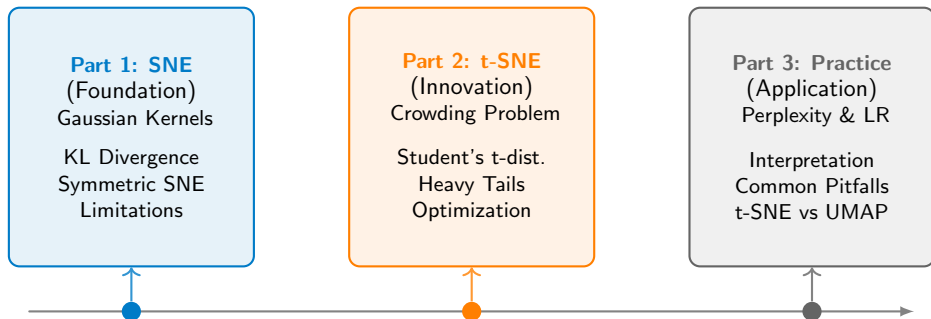 Part 1: SNE
(Foundation)
Gaussian Kernels
KL Divergence
Symmetric SNE
Limitations
Part 2: t-SNE
(Innovation)
Crowding Problem
Student's t-dist.
Heavy Tails
Optimization
Part 3: Practice
(Application)
Perplexity & LR
Interpretation
Common Pitfalls
t-SNE vs UMAP